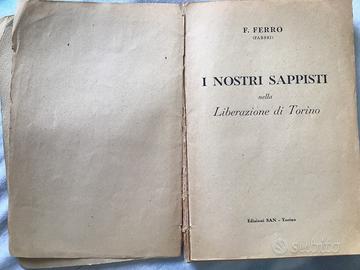 F. FERRO
(FABBRI)
I NOSTRI SAPPISTI
nella
Liberazione di Torino
Edizioni SAN - Torino
subito